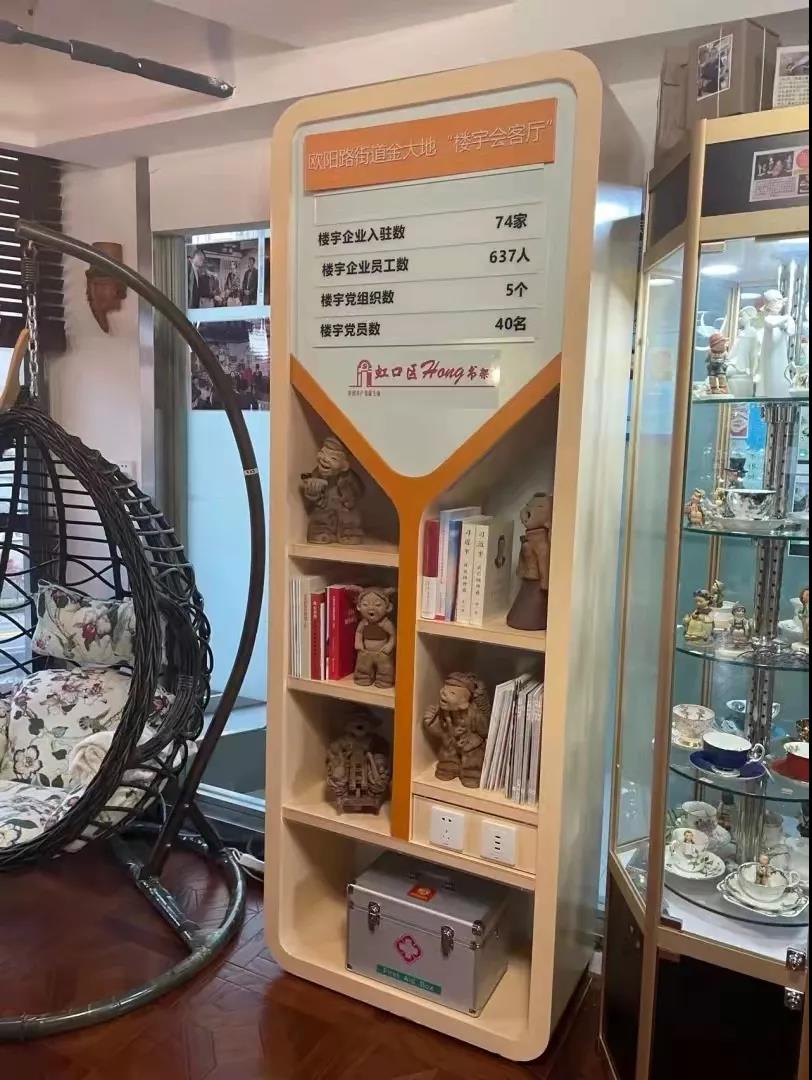 欧阳路街道金大地“楼宇会客厅”
楼宇企业入驻数 74家
楼宇企业员工数 637人
楼宇党组织数 5个
楼宇党员数 40名
虹口区Hong书架
First Aid Box